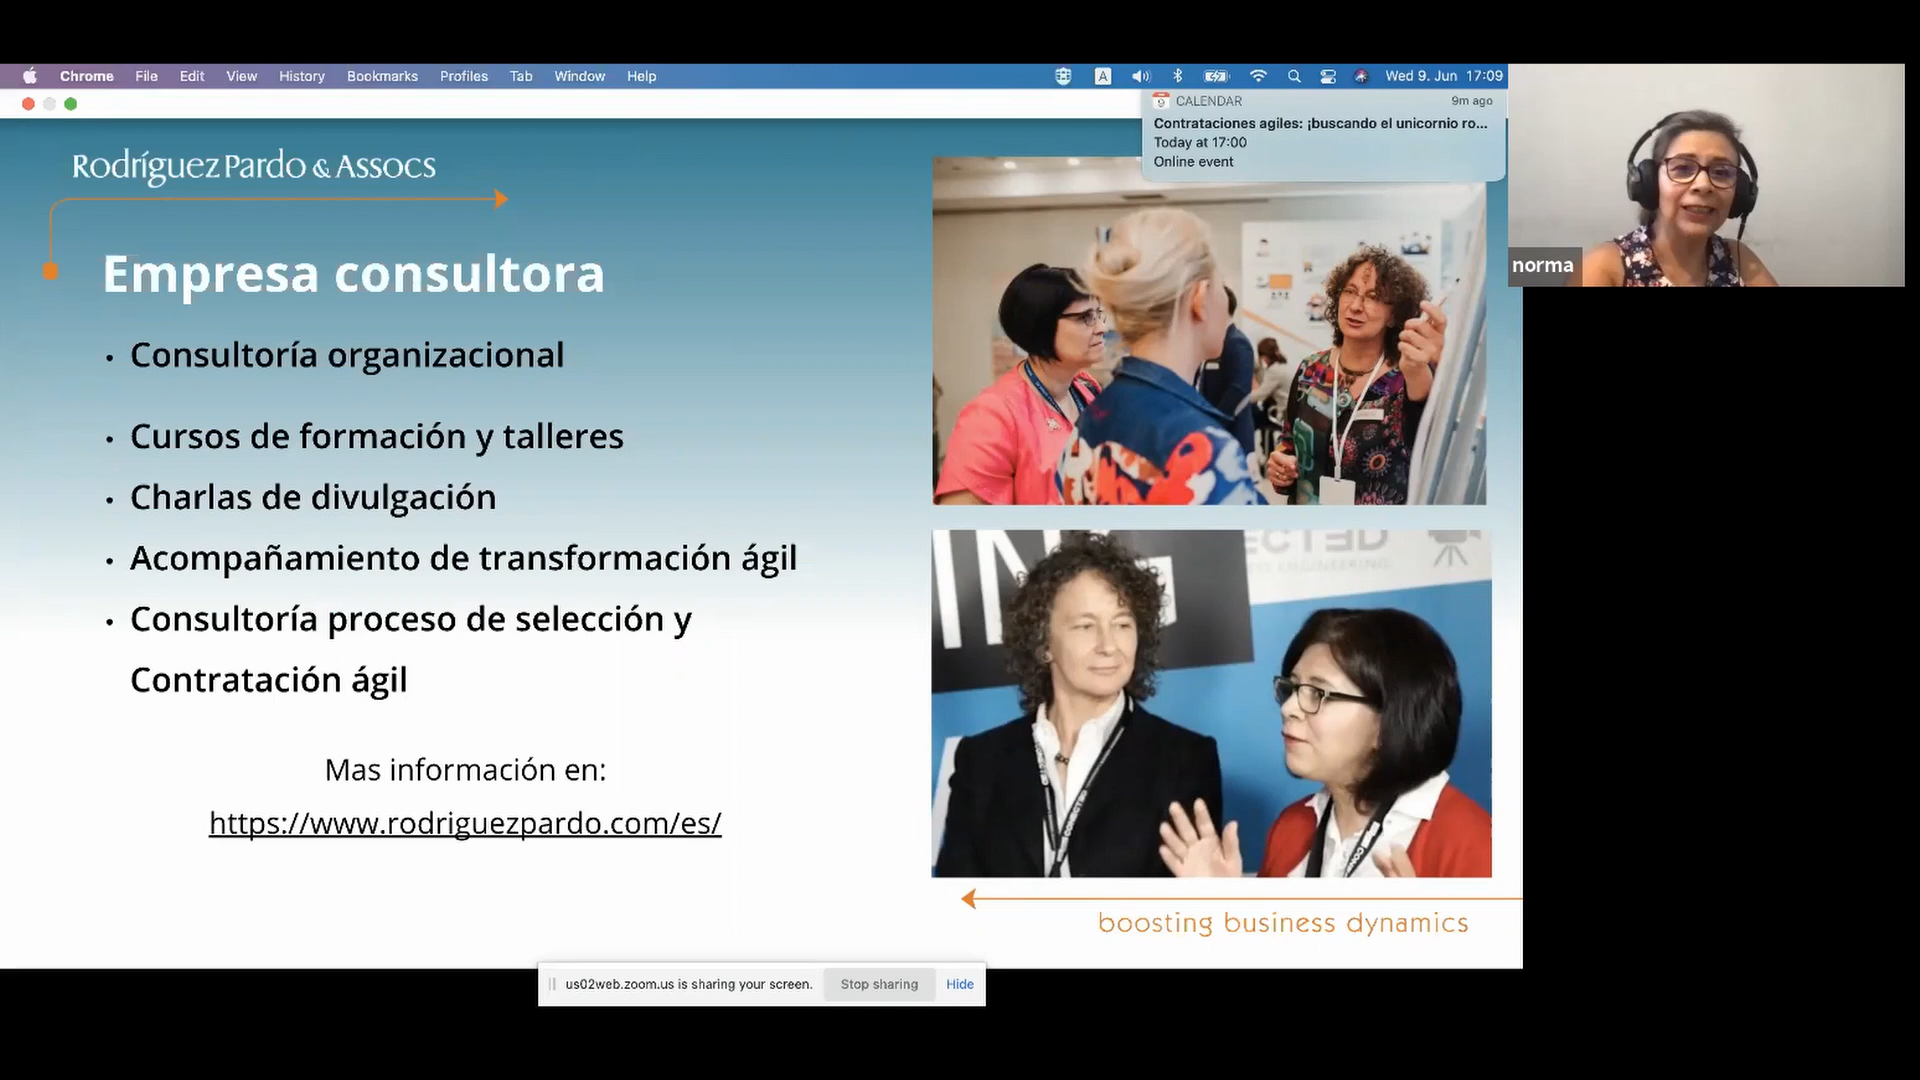 Chrome File Edit View History Bookmarks Profiles Tab Window Help
A
Wed 9. Jun 17:09
9 CALENDAR 9m ago
Contrataciones agiles: ¡buscando el unicornio ro...
Today at 17:00
Online event
norma
Rodríguez Pardo & Assocs
Empresa consultora
• Consultoría organizacional
• Cursos de formación y talleres
• Charlas de divulgación
• Acompañamiento de transformación ágil
• Consultoría proceso de selección y
Contratación ágil
Mas información en:
https://www.rodriguezpardo.com/es/
boosting business dynamics
us02web.zoom.us is sharing your screen. Stop sharing Hide